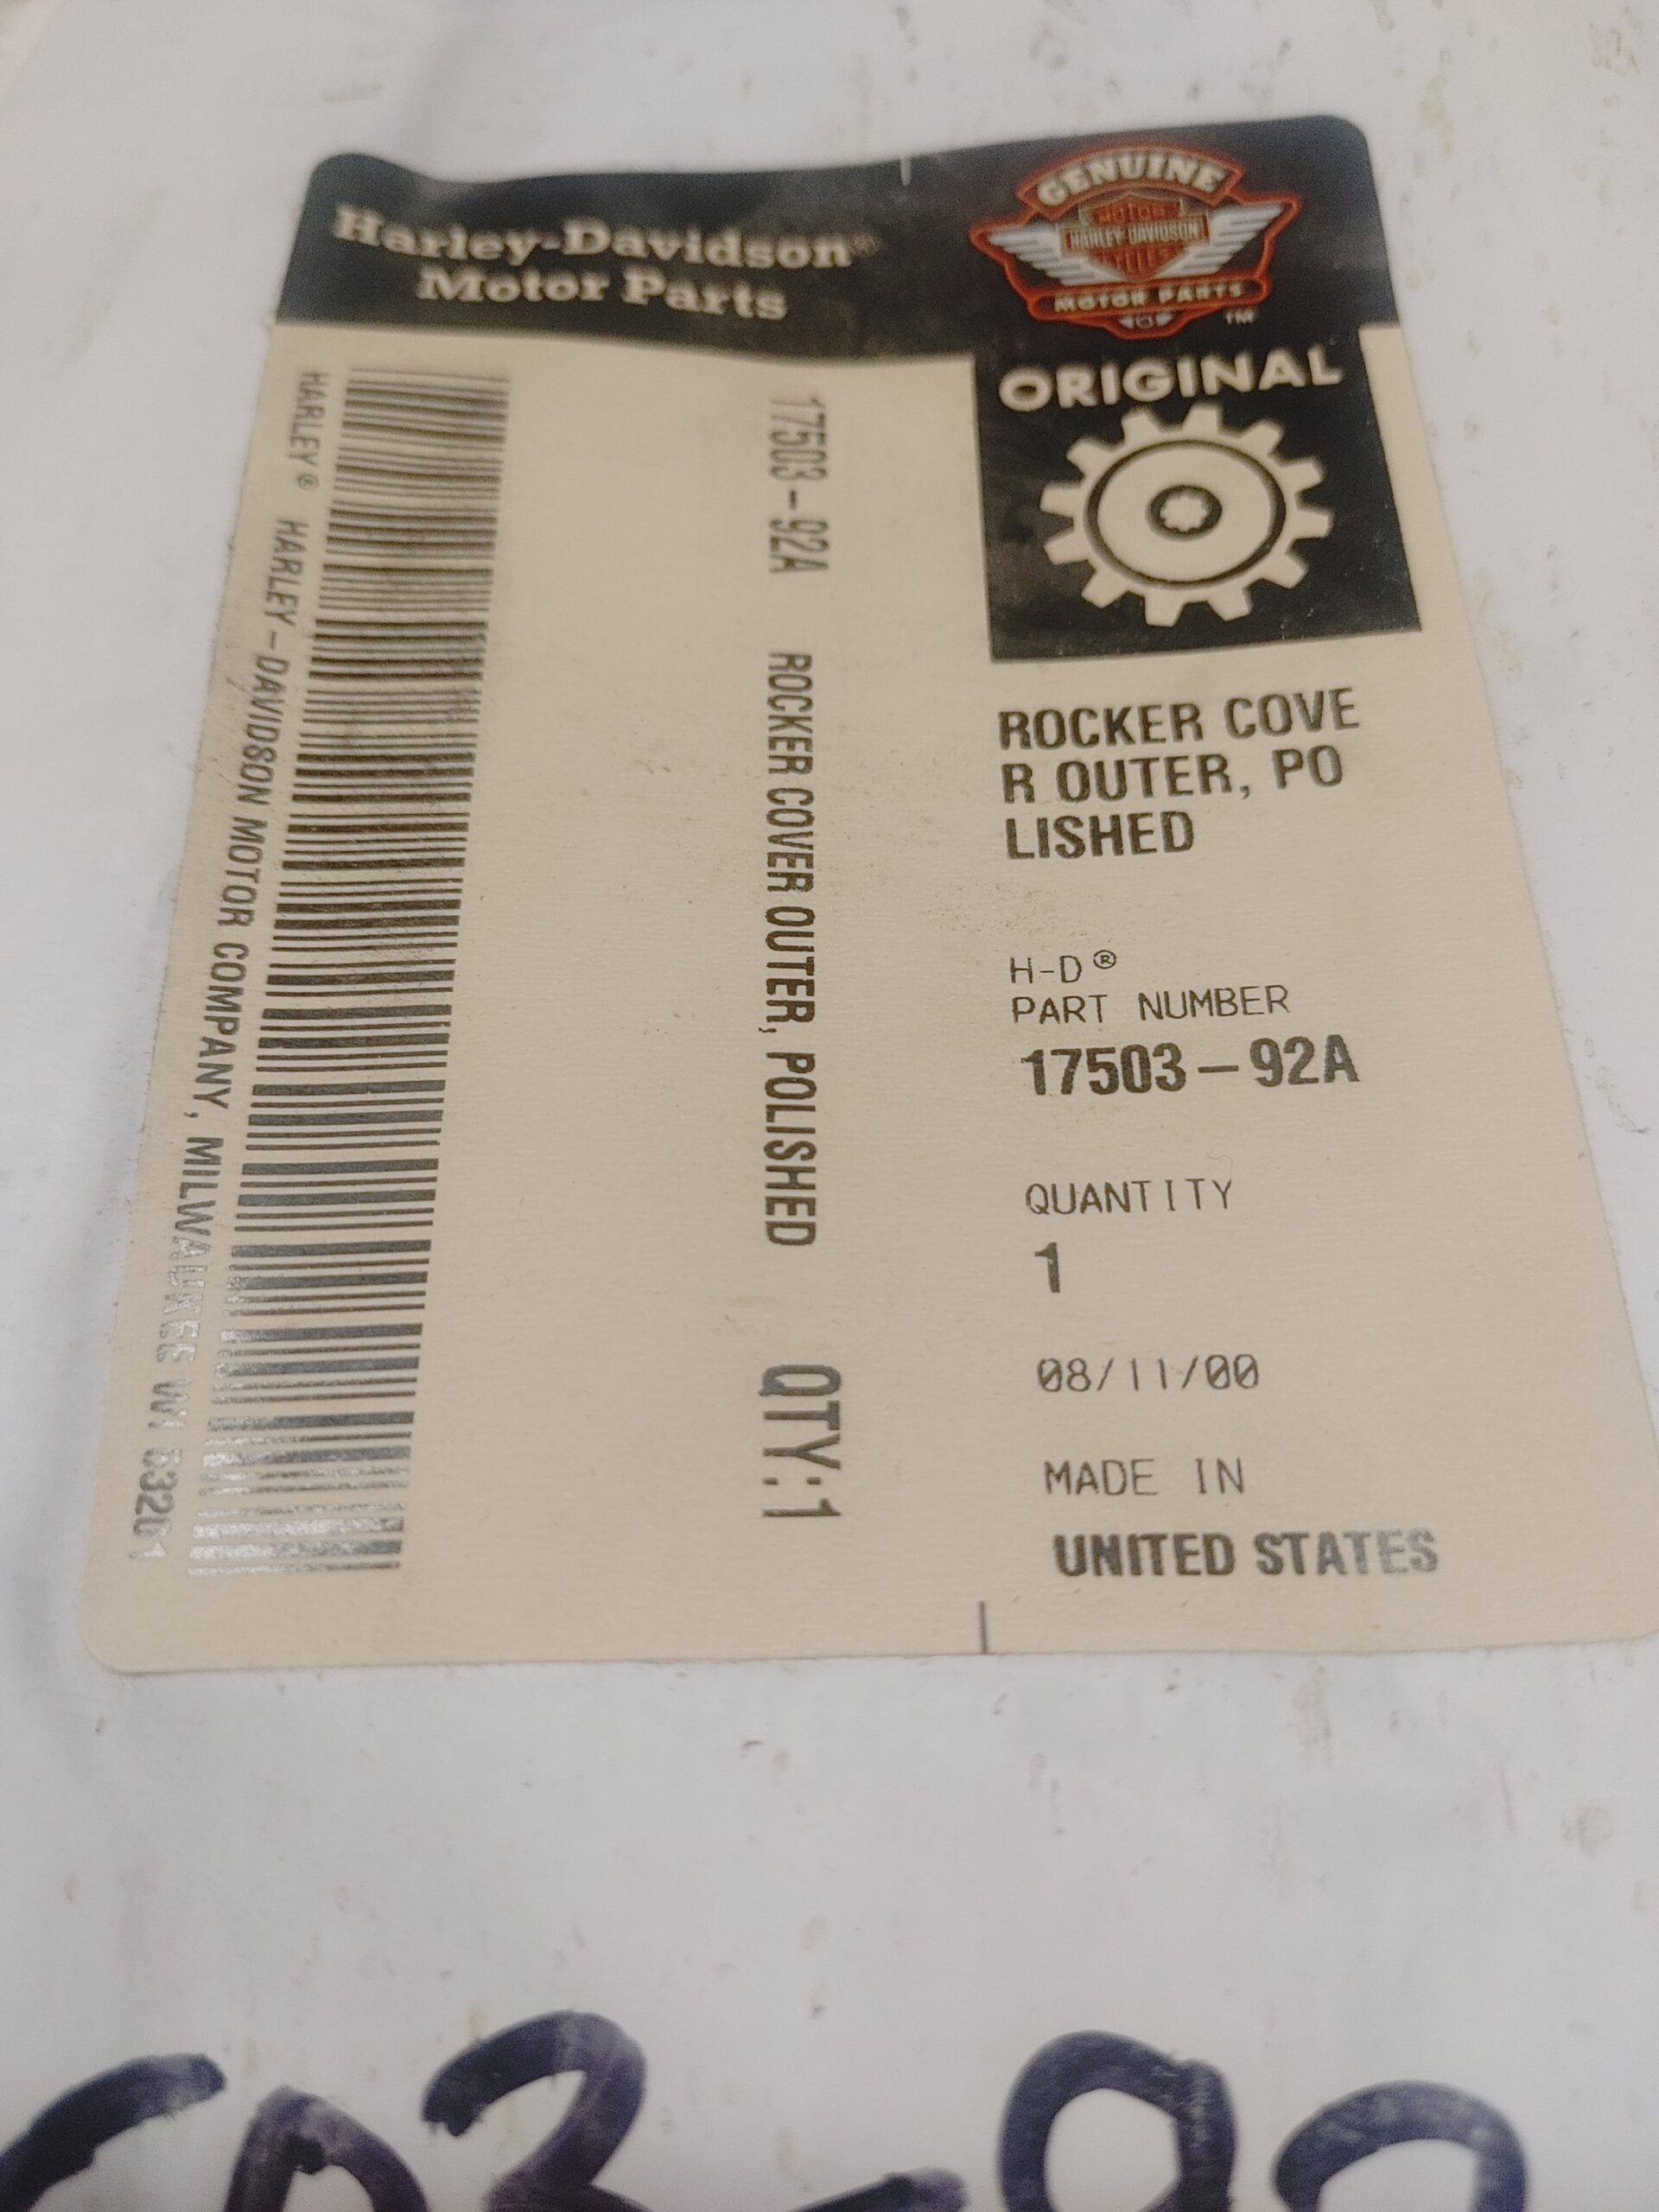 Harley-Davidson®
Motor Parts
GENUINE
MOTOR
HARLEY-DAVIDSON
CYCLES
MOTOR PARTS
TM
ORIGINAL
ROCKER COVE
R OUTER, PO
LISHED
H-D®
PART NUMBER
17503-92A
QUANTITY
1
08/11/00
MADE IN
UNITED STATES
17503-92A ROCKER COVER OUTER, POLISHED QTY:1
HARLEY® HARLEY-DAVIDSON MOTOR COMPANY, MILWAUKEE WI 53201
503-92